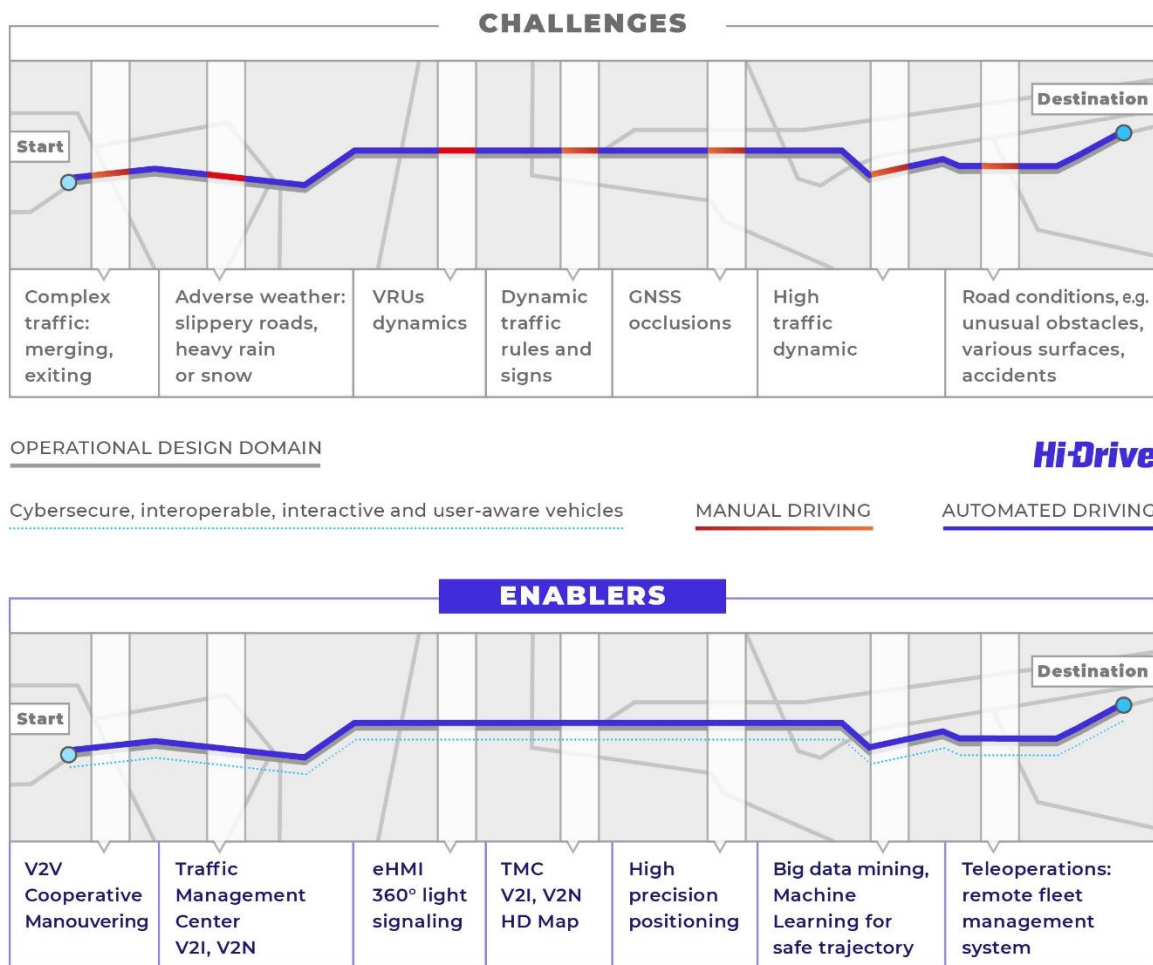 CHALLENGES
Start
Destination
Complex
traffic:
merging,
exiting
Adverse weather:
slippery roads,
heavy rain
or snow
VRUs
dynamics
Dynamic
traffic
rules and
signs
GNSS
occlusions
High
traffic
dynamic
Road conditions, e.g.
unusual obstacles,
various surfaces,
accidents
OPERATIONAL DESIGN DOMAIN
Hi-Drive
Cybersecure, interoperable, interactive and user-aware vehicles
MANUAL DRIVING
AUTOMATED DRIVING
ENABLERS
Start
Destination
V2V
Cooperative
Manouvering
Traffic
Management
Center
V2I, V2N
eHMI
360° light
signaling
TMC
V2I, V2N
HD Map
High
precision
positioning
Big data mining,
Machine
Learning for
safe trajectory
Teleoperations:
remote fleet
management
system